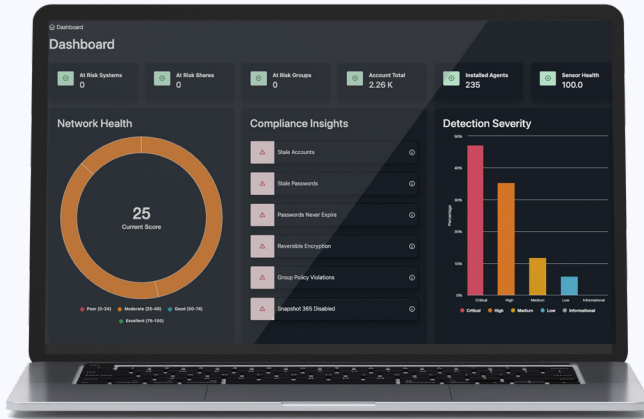 Dashboard
Dashboard
At Risk Systems
0
At Risk Shares
0
At Risk Groups
0
Account Total
2.26 K
Installed Agents
235
Sensor Health
100.0
Network Health
25
Current Score
Poor (0-24) Moderate (25-49) Good (50-74)
Excellent (75-100)
Compliance Insights
Stale Accounts
Stale Passwords
Passwords Never Expire
Reversible Encryption
Group Policy Violations
Snapshot 365 Disabled
Detection Severity
Percentage
50%
40%
30%
20%
10%
0%
Critical High Medium Low Informational
Critical High Medium Low Informational